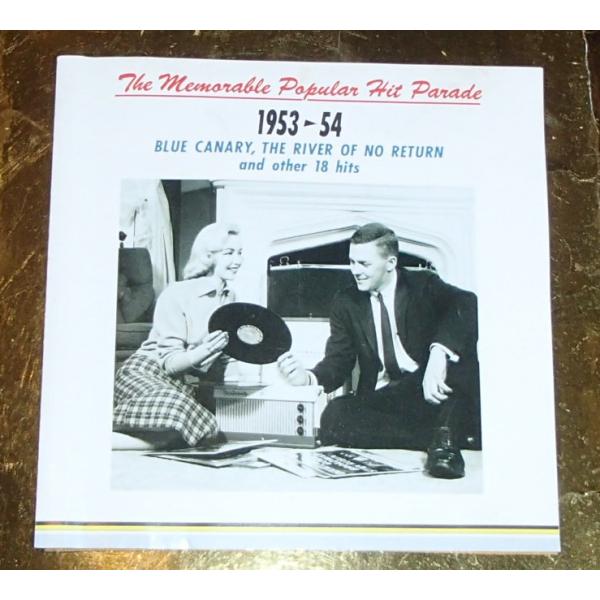 The Memorable Popular Hit Parade
1953-54
BLUE CANARY, THE RIVER OF NO RETURN
and other 18 hits